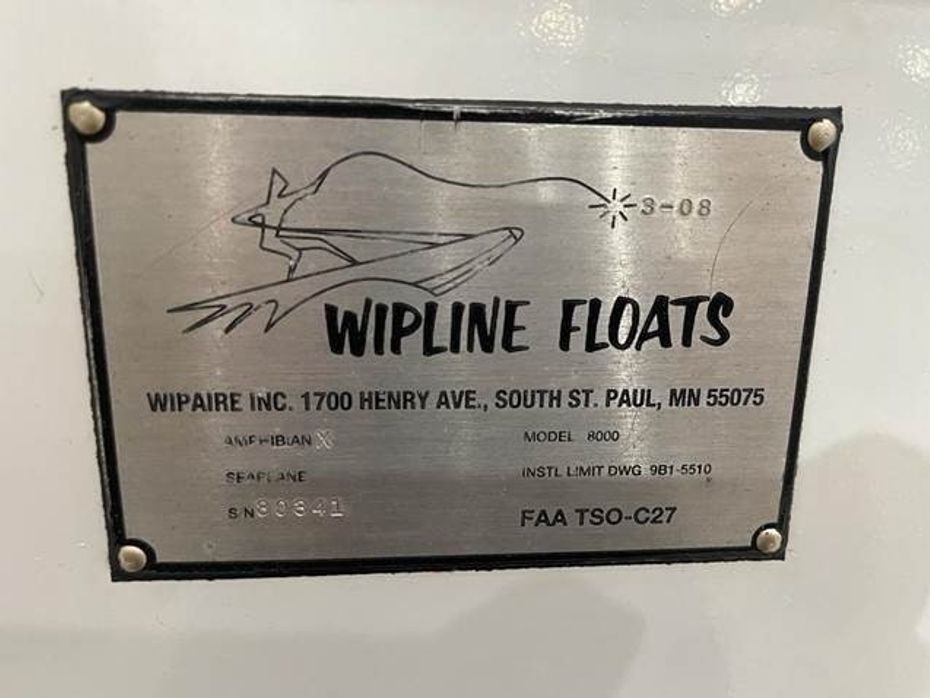 3-08
WIPLINE FLOATS
WIPAIRE INC. 1700 HENRY AVE., SOUTH ST. PAUL, MN 55075
AMPHIBIAN X
MODEL 8000
SEAPLANE
INSTL LIMIT DWG 9B1-5510
S N 80341
FAA TSO-C27